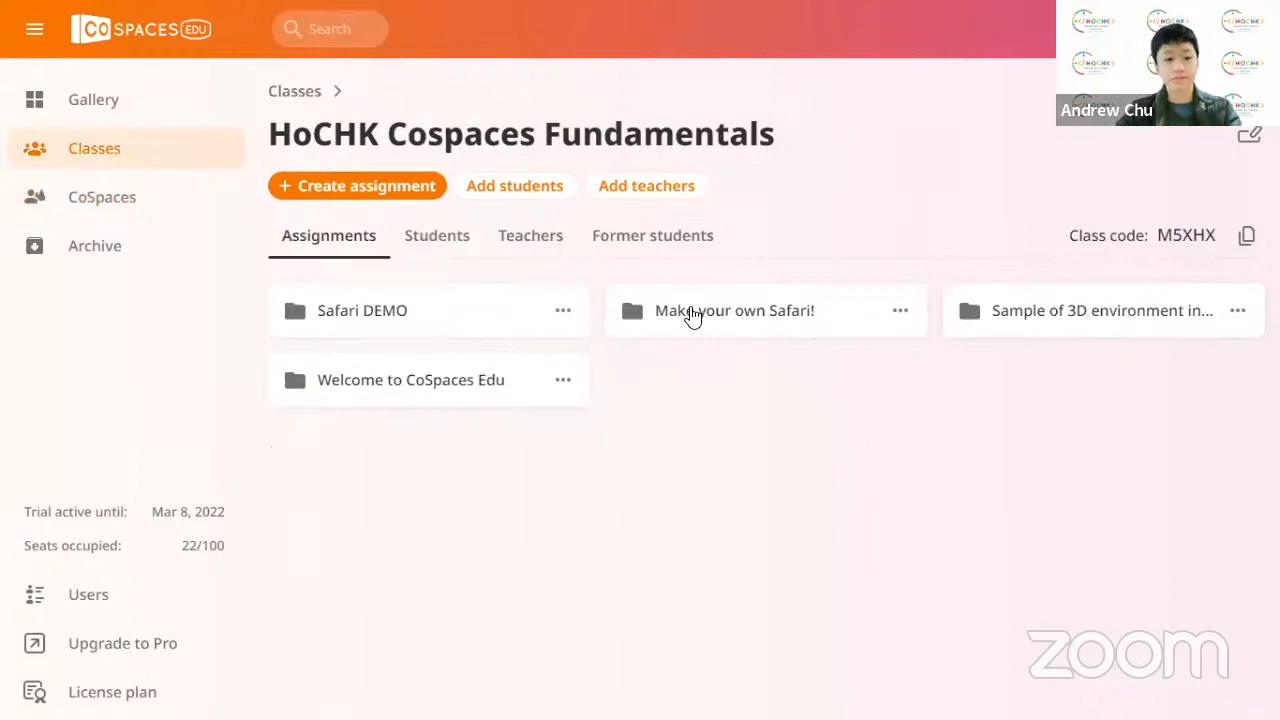 COSPACES EDU
Search
Andrew Chu
Gallery
Classes
CoSpaces
Archive
Trial active until: Mar 8, 2022
Seats occupied: 22/100
Users
Upgrade to Pro
License plan
Classes
HoCHK Cospaces Fundamentals
+ Create assignment Add students Add teachers
Assignments Students Teachers Former students Class code: M5XHX
Safari DEMO
Make your own Safari!
Sample of 3D environment in...
Welcome to CoSpaces Edu
zoom